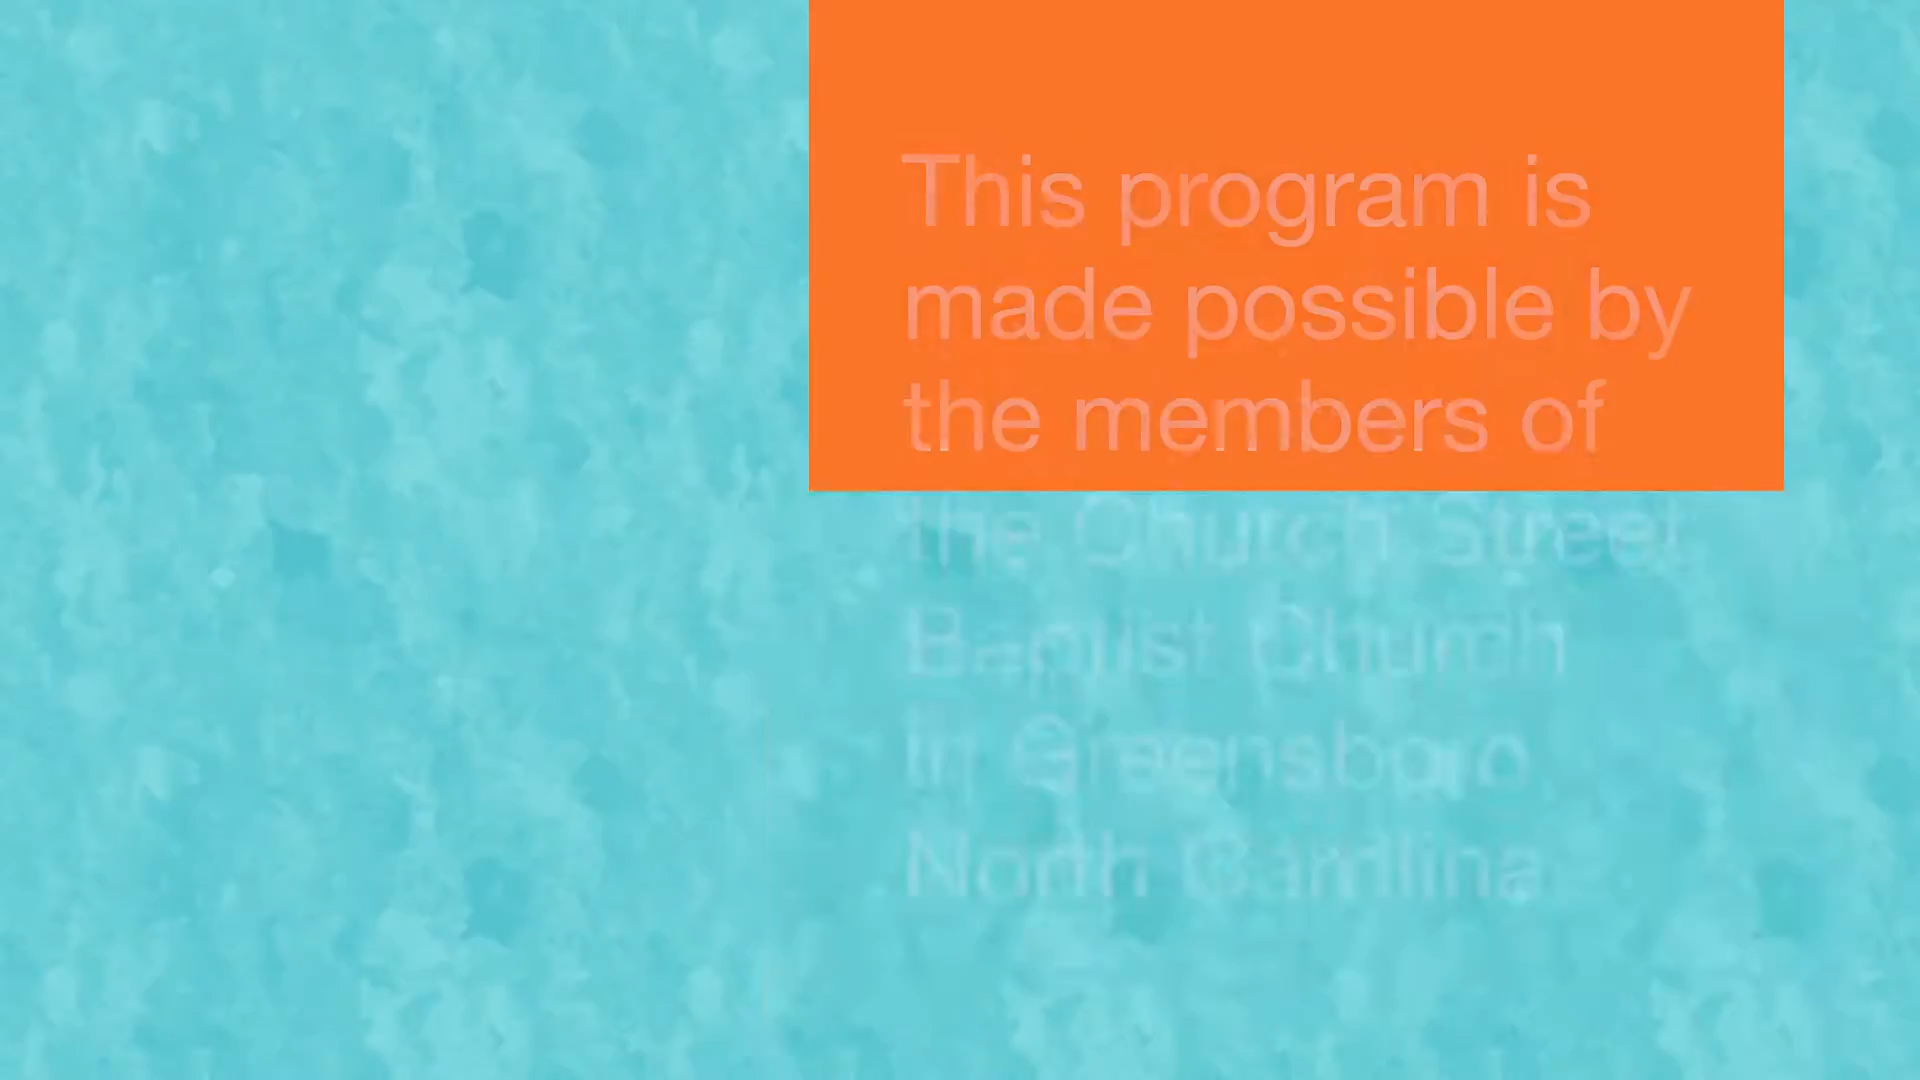 This program is
made possible by
the members of
the Church Street
Baptist Church
in Greensboro
North Carolina